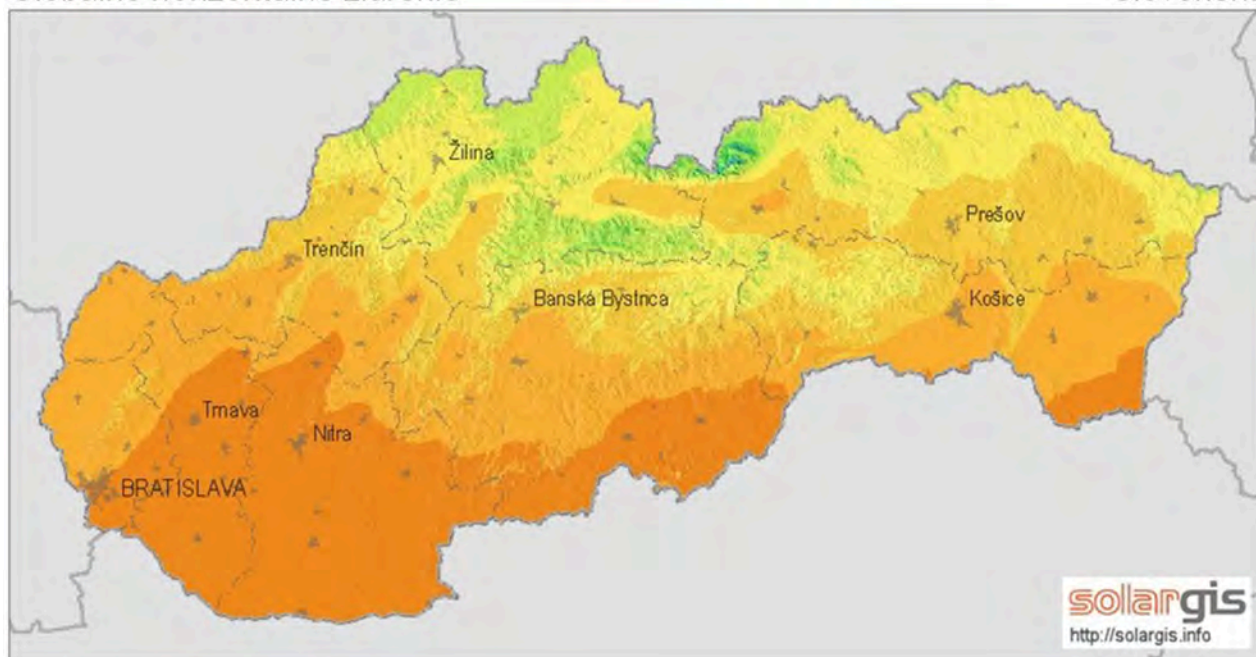 Žilina
Prešov
Trenčín
Banská Bystrica
Košice
Trnava
Nitra
BRATISLAVA
solargis
http://solargis.info